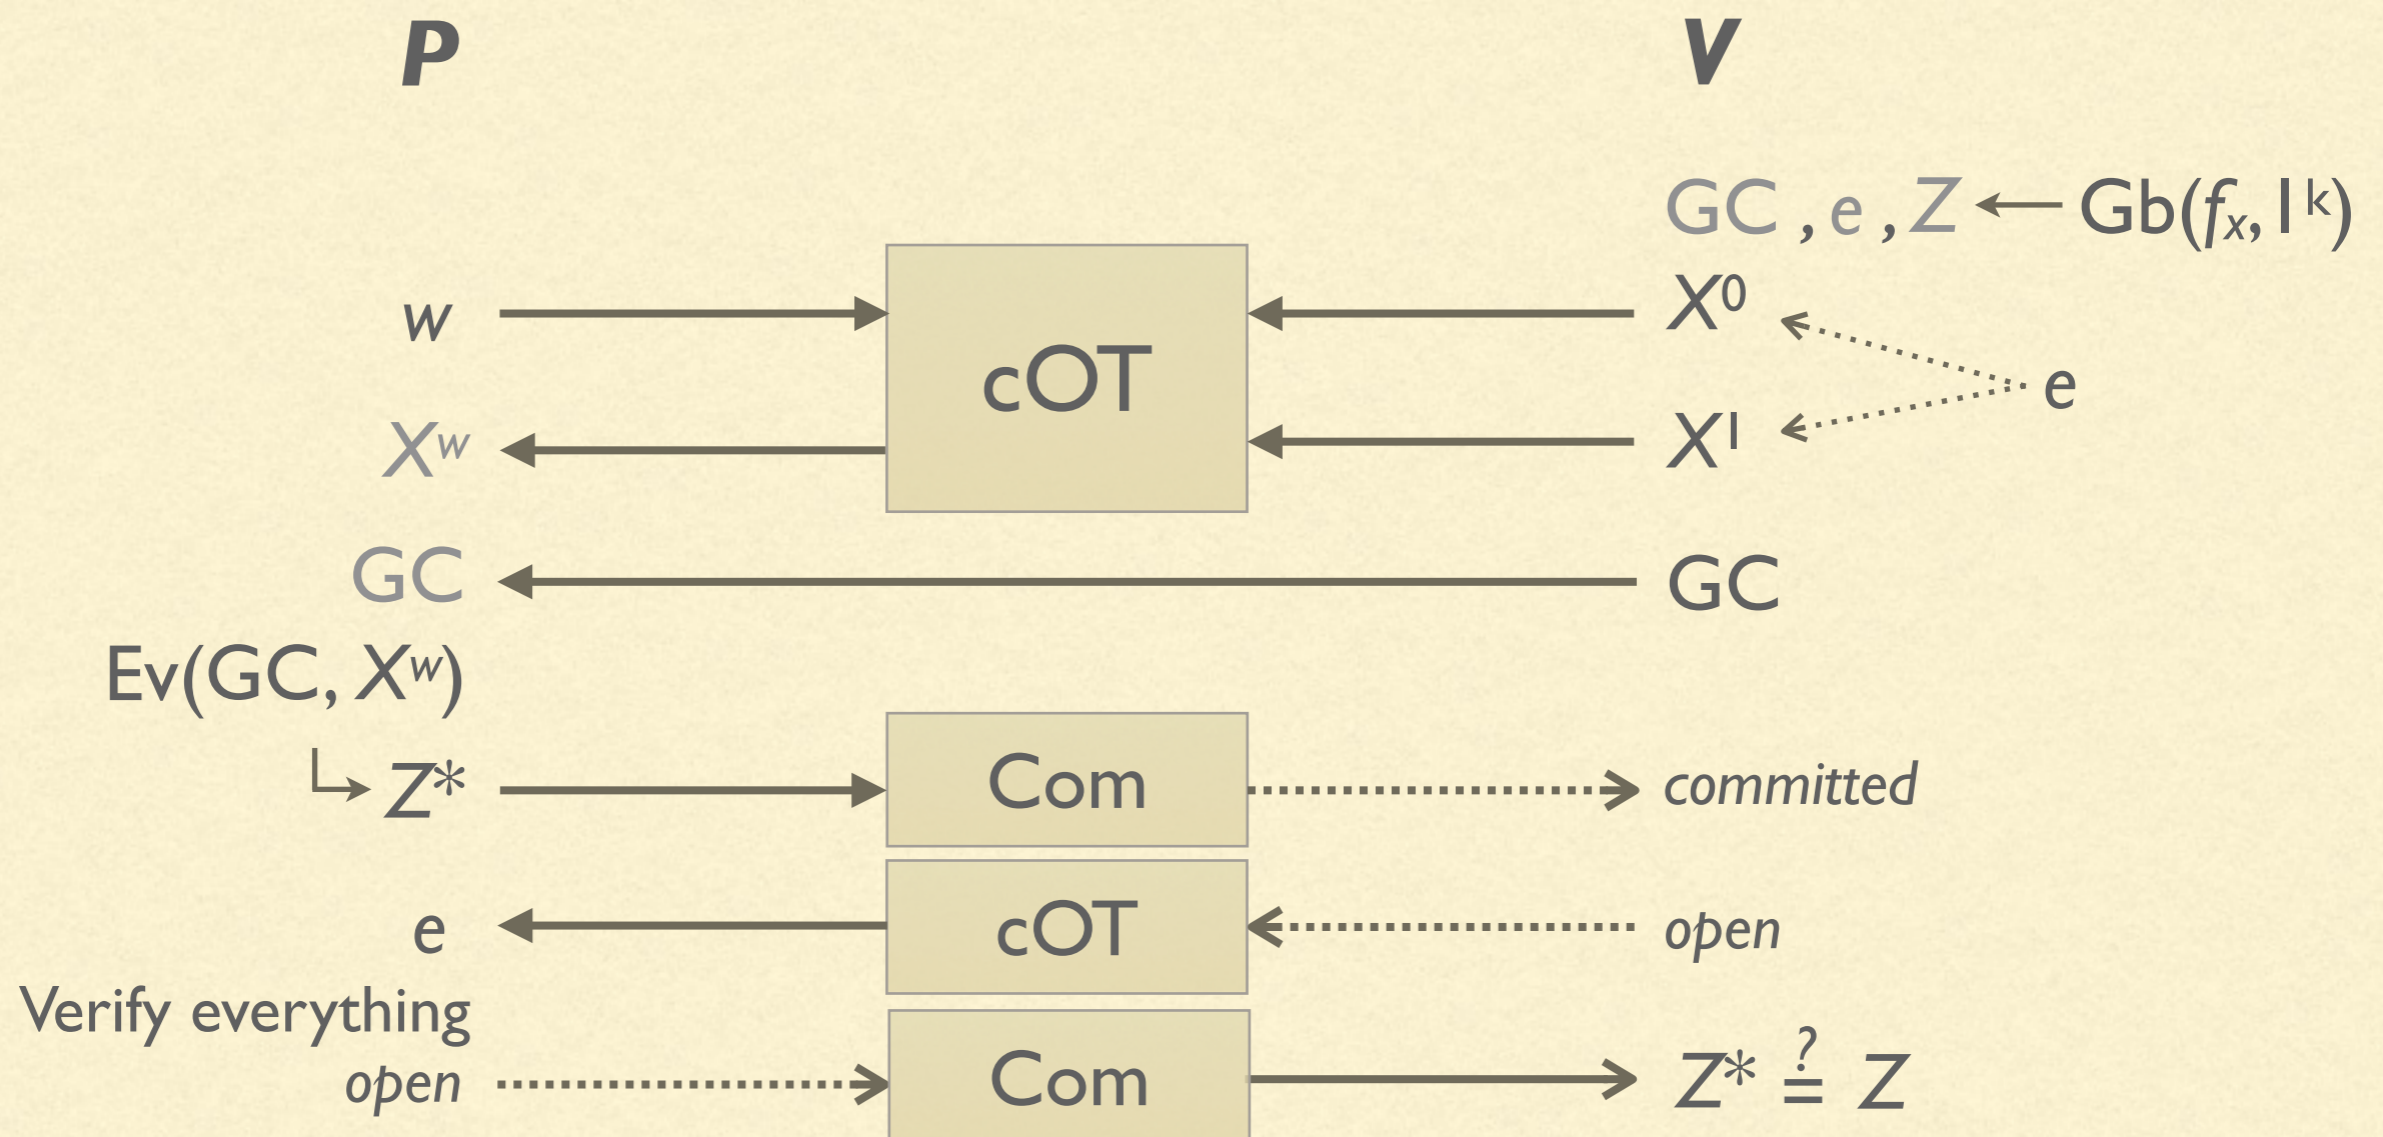 P V
GC , e , Z ← Gb(fₓ, 1ᵏ)
w cOT X⁰
e
Xʷ X¹
GC GC
Ev(GC, Xʷ)
Z* Com committed
e cOT open
Verify everything
open Com Z* ≟ Z